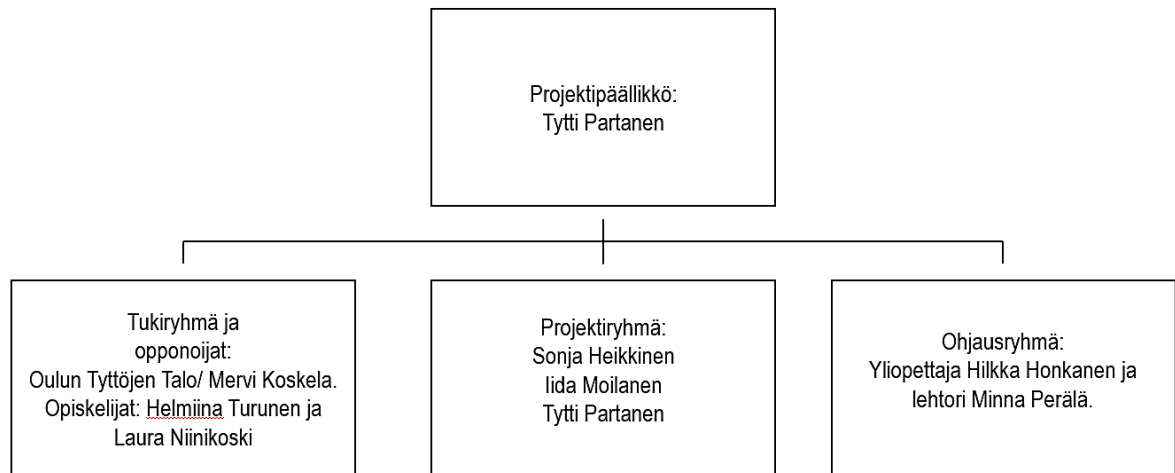 Projektipäällikkö:
Tytti Partanen
Tukiryhmä ja
opponoijat:
Oulun Tyttöjen Talo/ Mervi Koskela.
Opiskelijat: Helmiina Turunen ja
Laura Niinikoski
Projektiryhmä:
Sonja Heikkinen
Iida Moilanen
Tytti Partanen
Ohjausryhmä:
Yliopettaja Hilkka Honkanen ja
lehtori Minna Perälä.